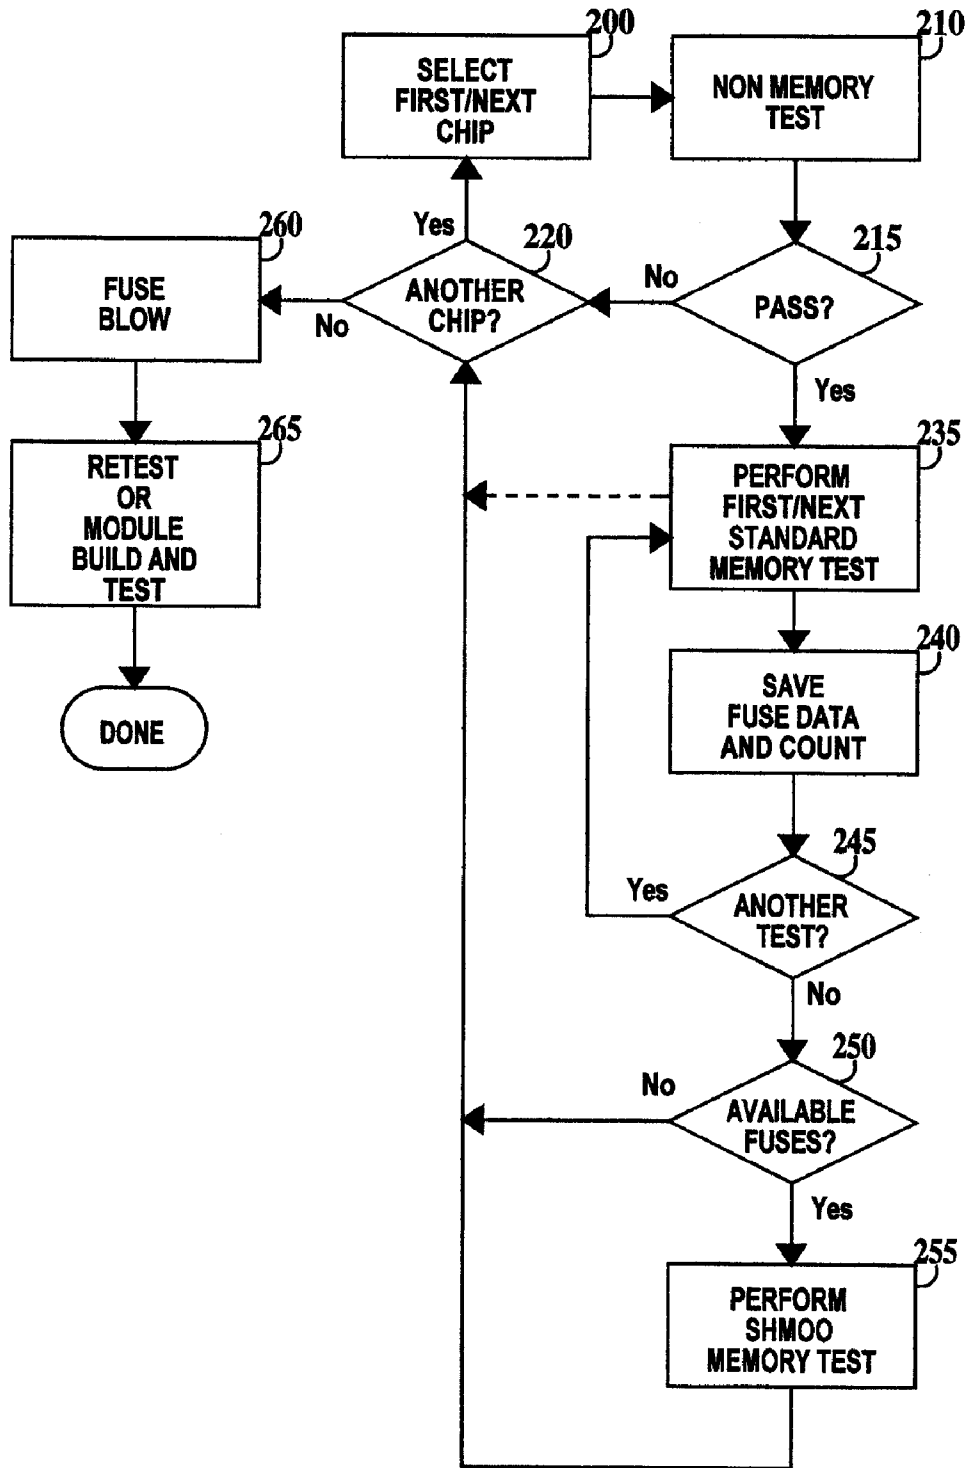 200
SELECT
FIRST/NEXT
CHIP
210
NON MEMORY
TEST
Yes
260
FUSE
BLOW
No
220
ANOTHER
CHIP?
No
215
PASS?
Yes
265
RETEST
OR
MODULE
BUILD AND
TEST
235
PERFORM
FIRST/NEXT
STANDARD
MEMORY TEST
240
SAVE
FUSE DATA
AND COUNT
DONE
245
Yes
ANOTHER
TEST?
No
250
No
AVAILABLE
FUSES?
Yes
255
PERFORM
SHMOO
MEMORY TEST